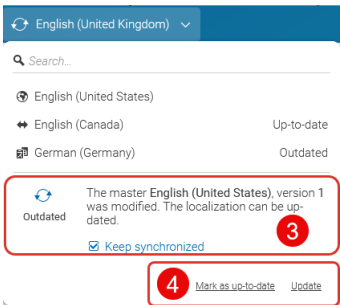 English (United Kingdom)
Search...
English (United States)
English (Canada) Up-to-date
German (Germany) Outdated
The master English (United States), version 1
was modified. The localization can be up-
dated.
Outdated
3
Keep synchronized
4
Mark as up-to-date Update